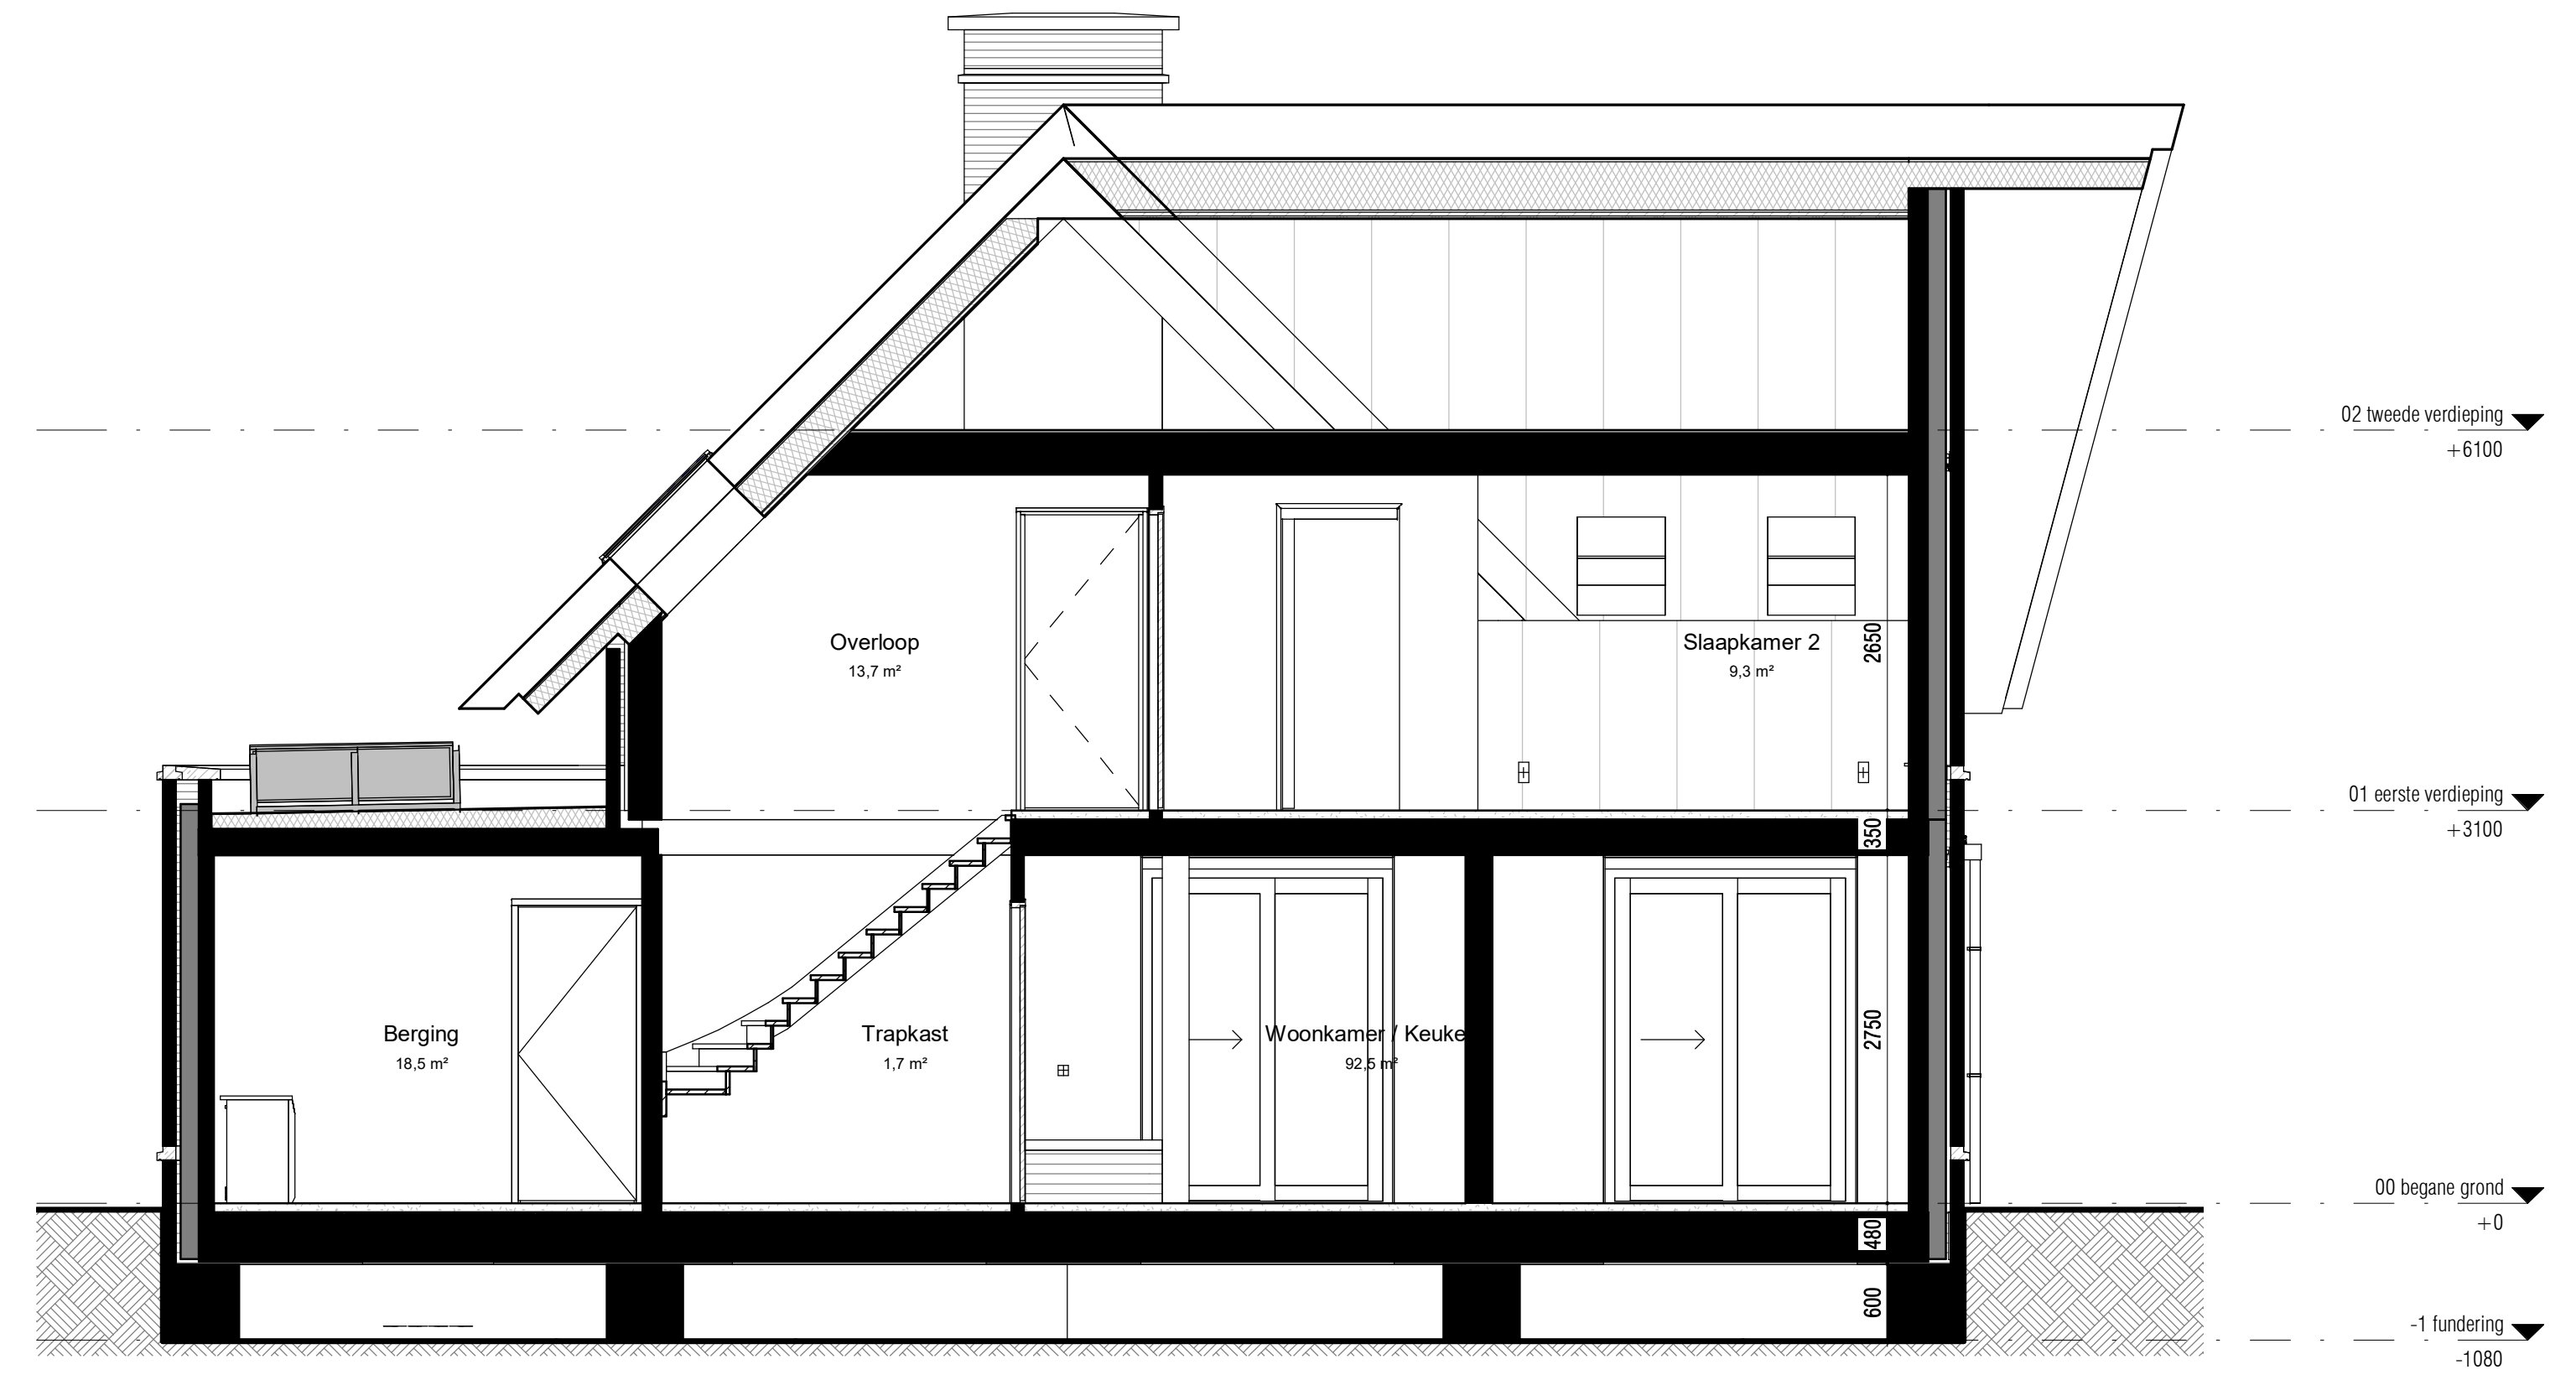 02 tweede verdieping
+6100
Overloop
13,7 m²
Slaapkamer 2
9,3 m²
2650
01 eerste verdieping
+3100
350
Berging
18,5 m²
Trapkast
1,7 m²
Woonkamer / Keuke
92,5 m²
2750
00 begane grond
+0
480
600
-1 fundering
-1080